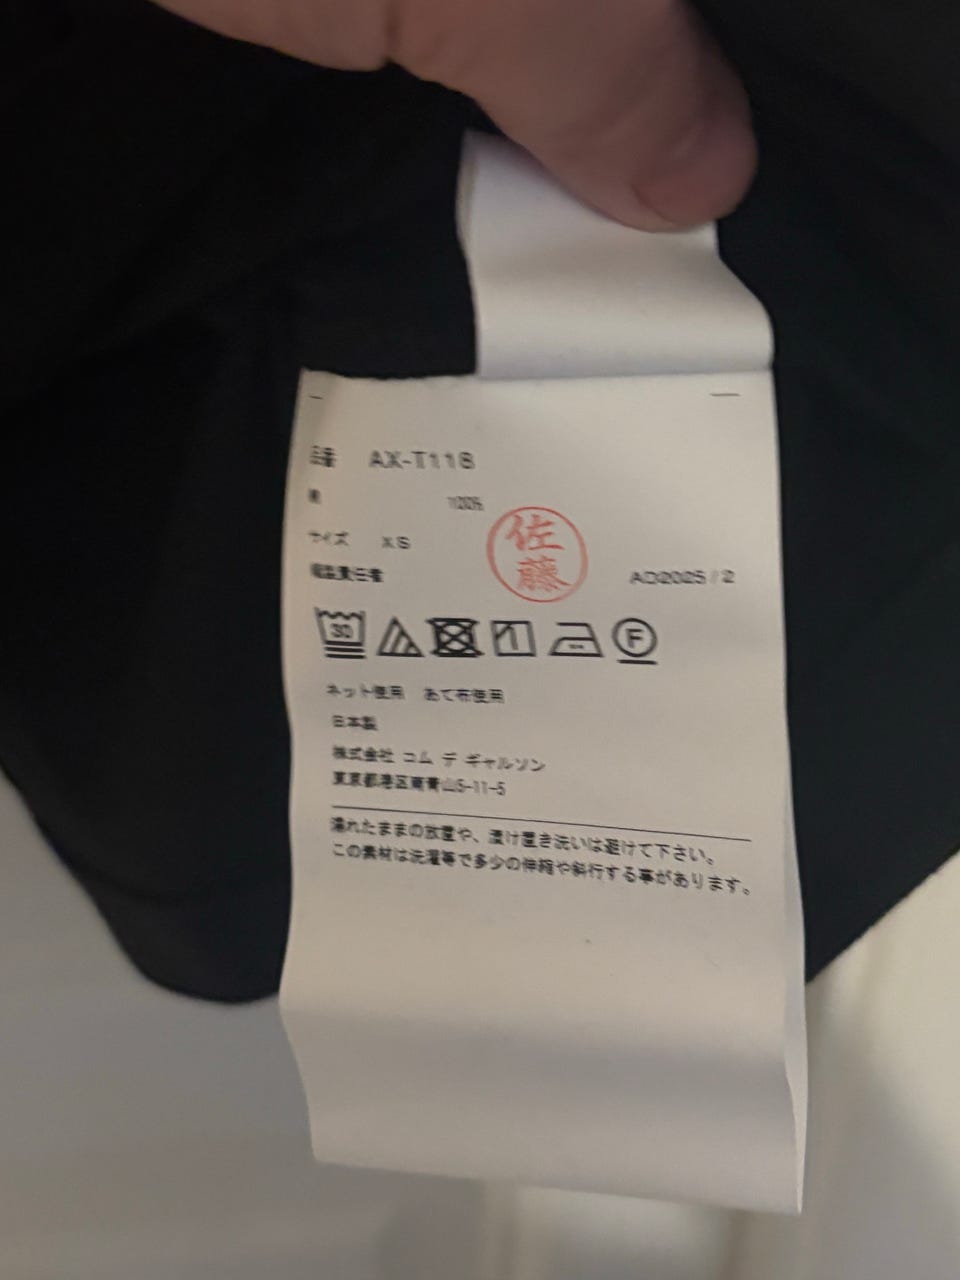 品番 AX-T118
綿 100%
サイズ XS
佐藤
縫製責任者 AD2025 / 2
30 F
ネット使用 あて布使用
日本製
株式会社 コム デ ギャルソン
東京都港区南青山5-11-5
濡れたままの放置や、漬け置き洗いは避けて下さい。
この素材は洗濯等で多少の伸縮や斜行する事があります。